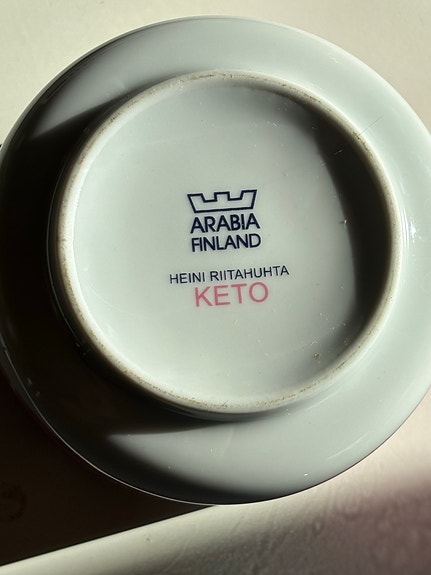 ARABIA
FINLAND
HEINI RIITAHUHTA
KETO